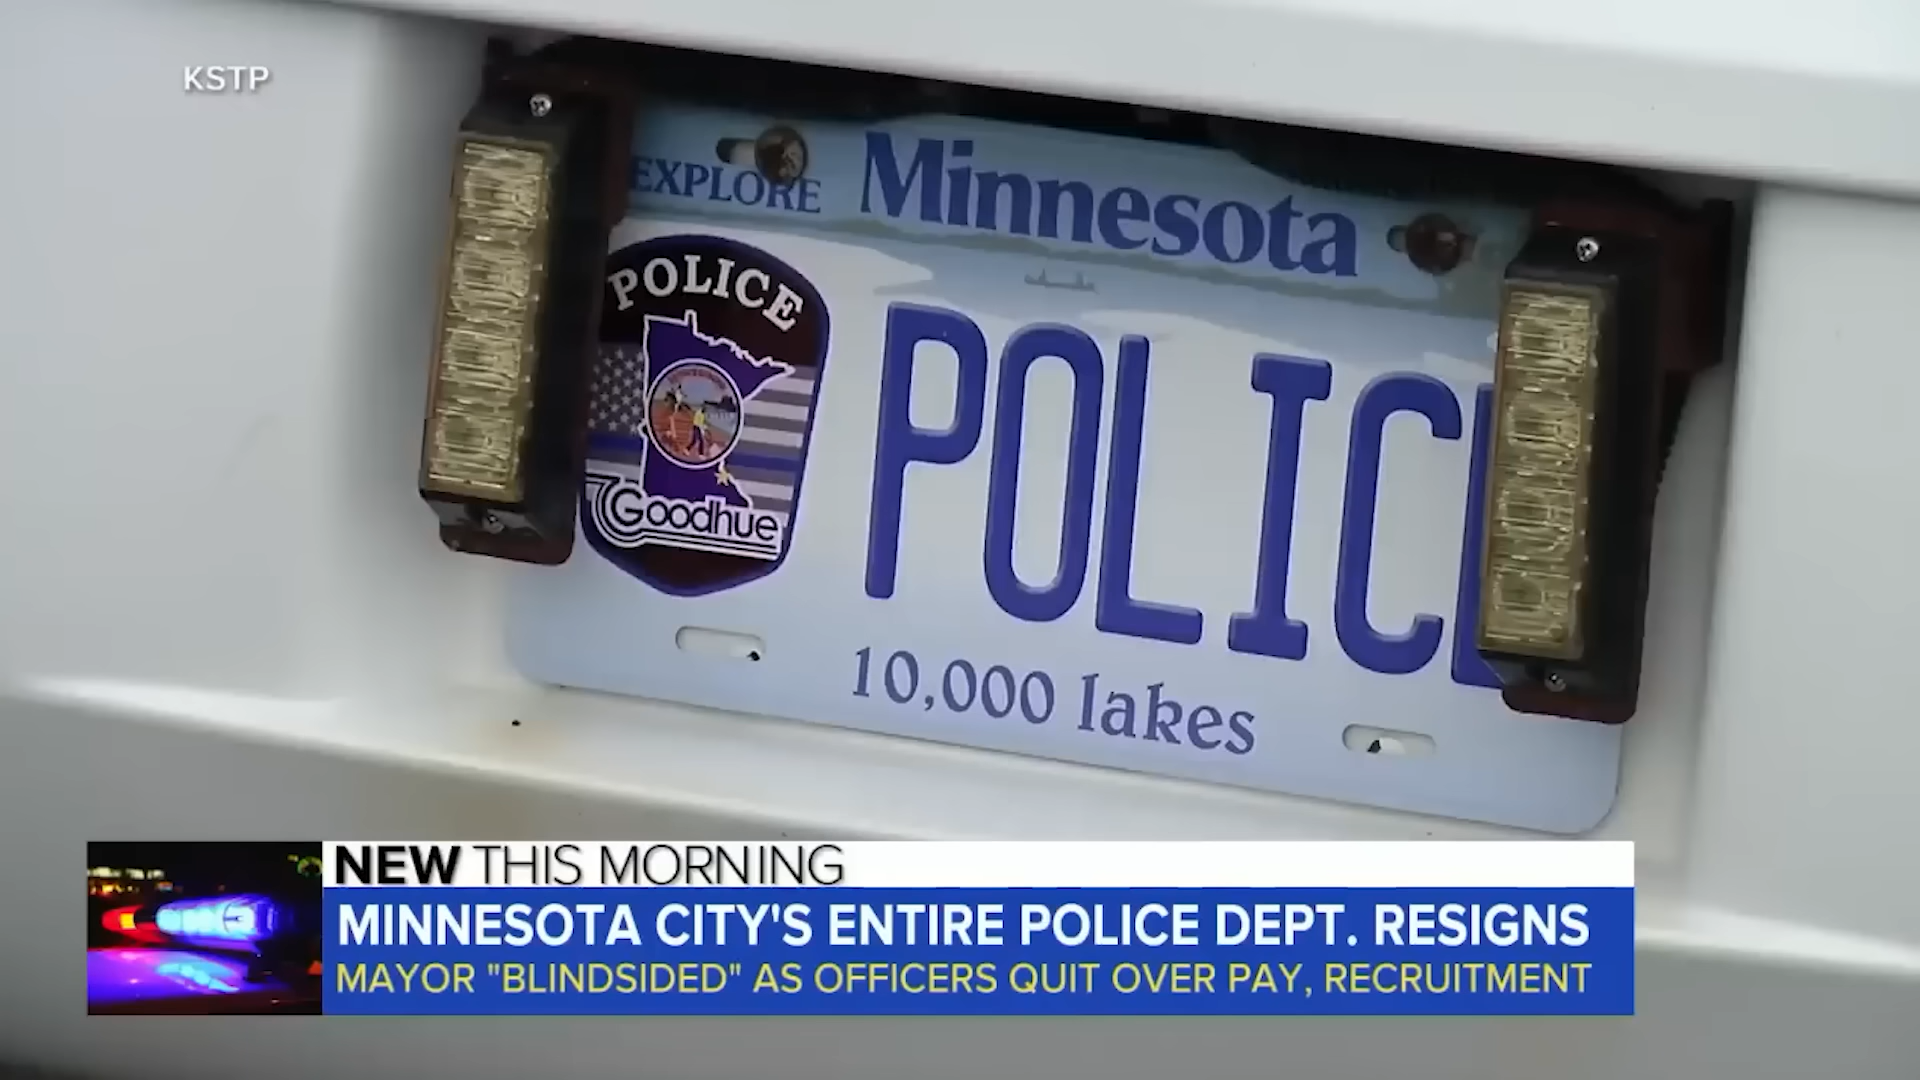 KSTP
EXPLORE Minnesota
POLICE
Goodhue
POLICE
10,000 lakes
NEW THIS MORNING
MINNESOTA CITY'S ENTIRE POLICE DEPT. RESIGNS
MAYOR "BLINDSIDED" AS OFFICERS QUIT OVER PAY, RECRUITMENT